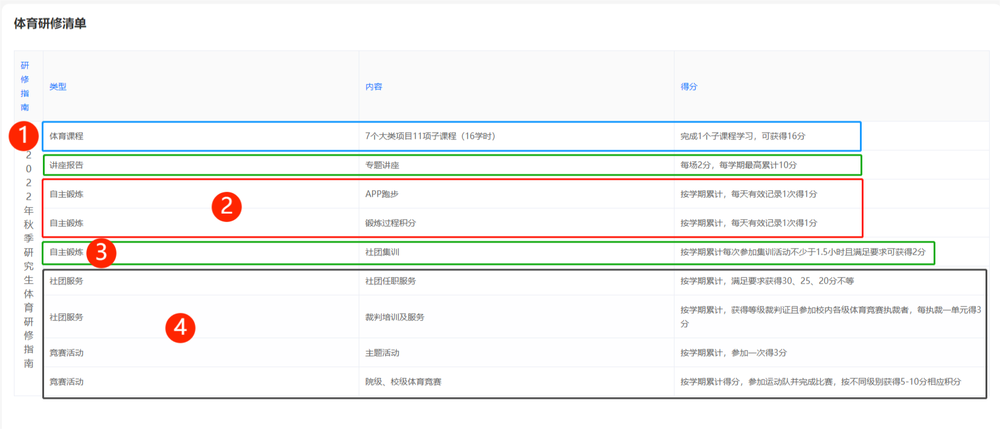 体育研修清单
研修指南
类型
内容
得分
1
2022年秋季研究生体育研修指南
体育课程
7个大类项目11项子课程（16学时）
完成1个子课程学习，可获得16分
讲座报告
专题讲座
每场2分，每学期最高累计10分
自主锻炼
2
APP跑步
按学期累计，每天有效记录1次得1分
自主锻炼
锻炼过程积分
按学期累计，每天有效记录1次得1分
自主锻炼
3
社团集训
按学期累计每次参加集训活动不少于1.5小时且满足要求可获得2分
社团服务
社团任职服务
按学期累计，满足要求获得30、25、20分不等
社团服务
4
裁判培训及服务
按学期累计，获得等级裁判证且参加校内各级体育竞赛执裁者，每执裁一单元得3
分
竞赛活动
主题活动
按学期累计，参加一次得3分
竞赛活动
院级、校级体育竞赛
按学期累计得分，参加运动队并完成比赛，按不同级别获得5-10分相应积分